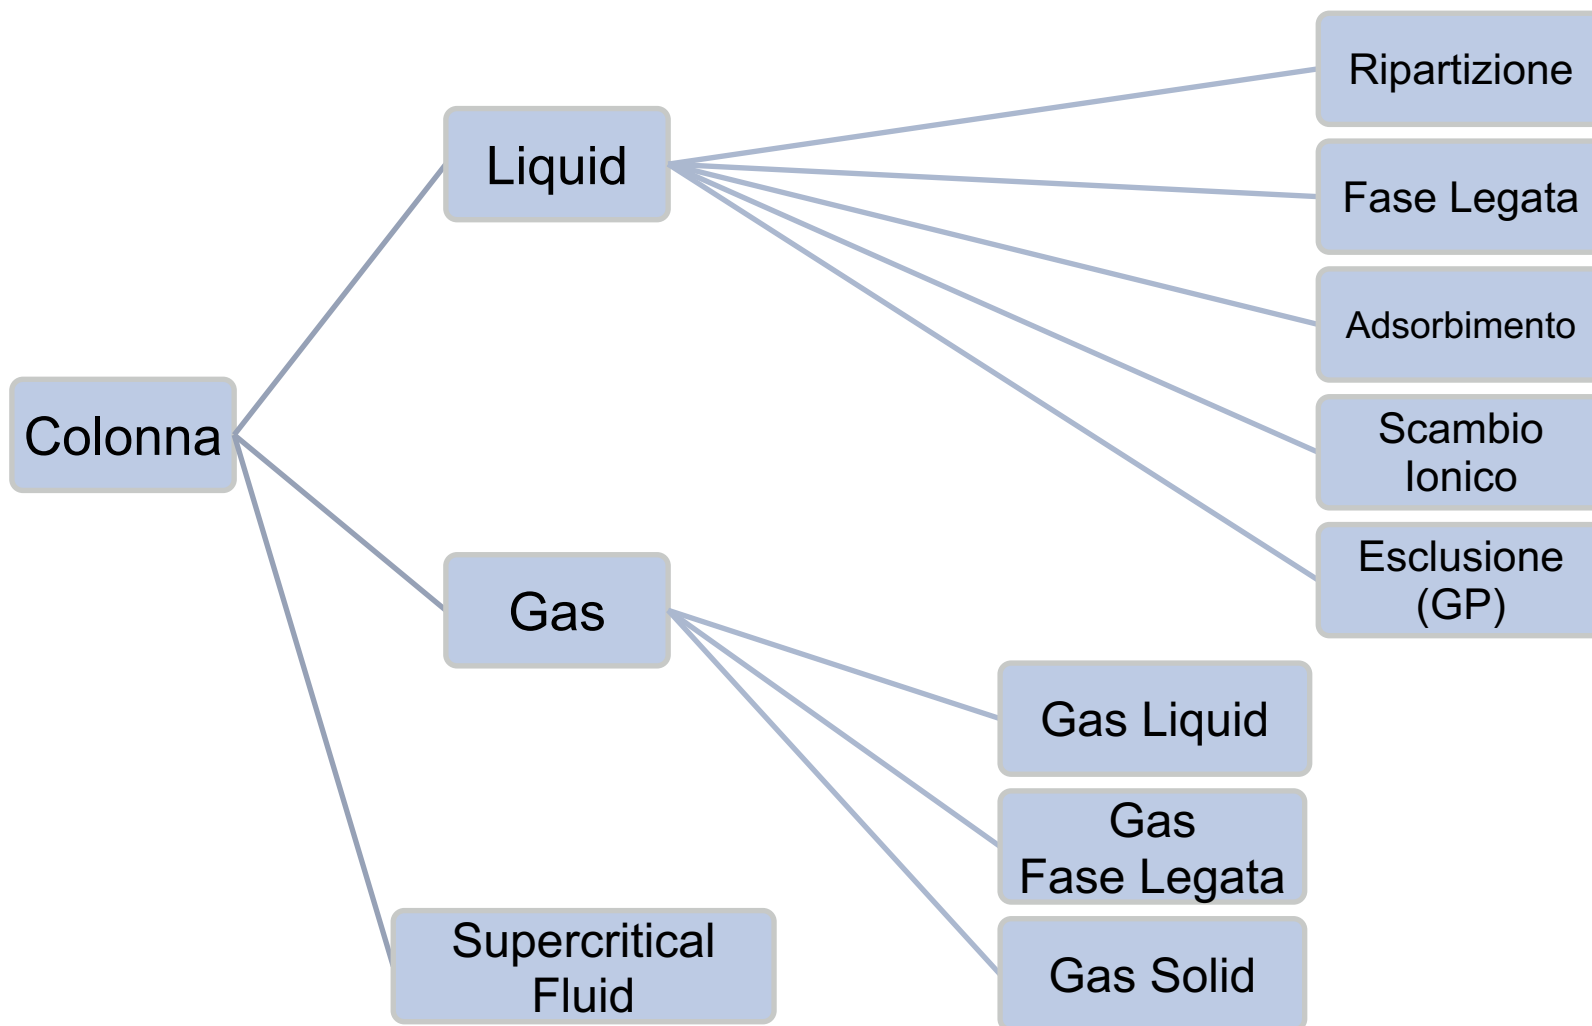 Colonna
Liquid
Ripartizione
Fase Legata
Adsorbimento
Scambio
Ionico
Esclusione
(GP)
Gas
Gas Liquid
Gas
Fase Legata
Gas Solid
Supercritical
Fluid